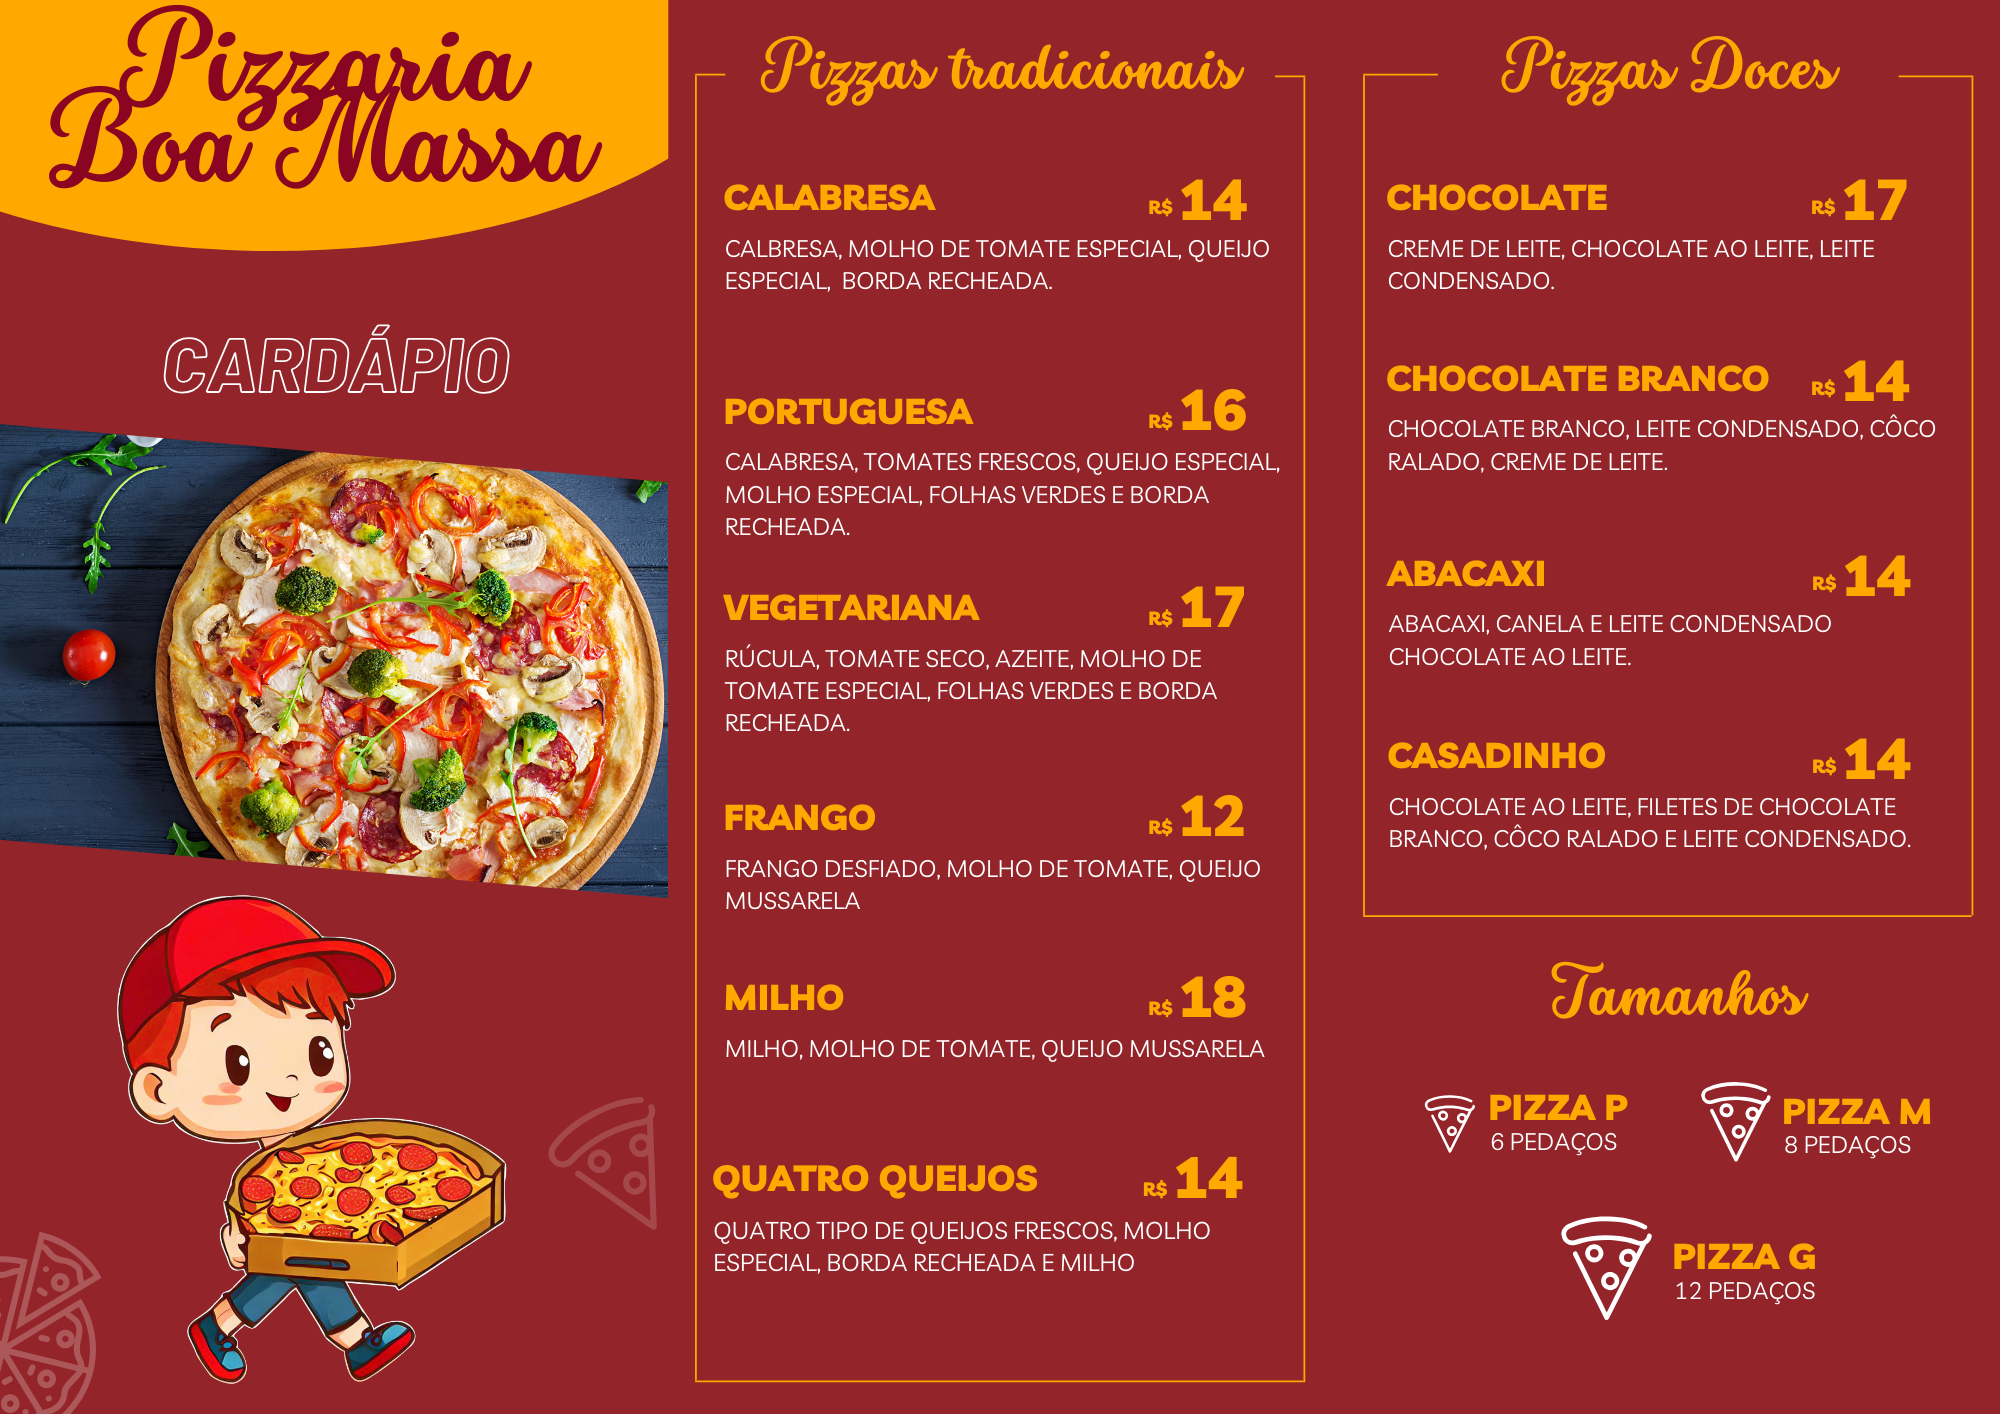 Pizzaria
Boa Massa
CARDÁPIO
Pizzas tradicionais
CALABRESA R$ 14
CALBRESA, MOLHO DE TOMATE ESPECIAL, QUEIJO
ESPECIAL, BORDA RECHEADA.
PORTUGUESA R$ 16
CALABRESA, TOMATES FRESCOS, QUEIJO ESPECIAL,
MOLHO ESPECIAL, FOLHAS VERDES E BORDA
RECHEADA.
VEGETARIANA R$ 17
RÚCULA, TOMATE SECO, AZEITE, MOLHO DE
TOMATE ESPECIAL, FOLHAS VERDES E BORDA
RECHEADA.
FRANGO R$ 12
FRANGO DESFIADO, MOLHO DE TOMATE, QUEIJO
MUSSARELA
MILHO R$ 18
MILHO, MOLHO DE TOMATE, QUEIJO MUSSARELA
QUATRO QUEIJOS R$ 14
QUATRO TIPO DE QUEIJOS FRESCOS, MOLHO
ESPECIAL, BORDA RECHEADA E MILHO
Pizzas Doces
CHOCOLATE R$ 17
CREME DE LEITE, CHOCOLATE AO LEITE, LEITE
CONDENSADO.
CHOCOLATE BRANCO R$ 14
CHOCOLATE BRANCO, LEITE CONDENSADO, CÔCO
RALADO, CREME DE LEITE.
ABACAXI R$ 14
ABACAXI, CANELA E LEITE CONDENSADO
CHOCOLATE AO LEITE.
CASADINHO R$ 14
CHOCOLATE AO LEITE, FILETES DE CHOCOLATE
BRANCO, CÔCO RALADO E LEITE CONDENSADO.
Tamanhos
PIZZA P
6 PEDAÇOS
PIZZA M
8 PEDAÇOS
PIZZA G
12 PEDAÇOS